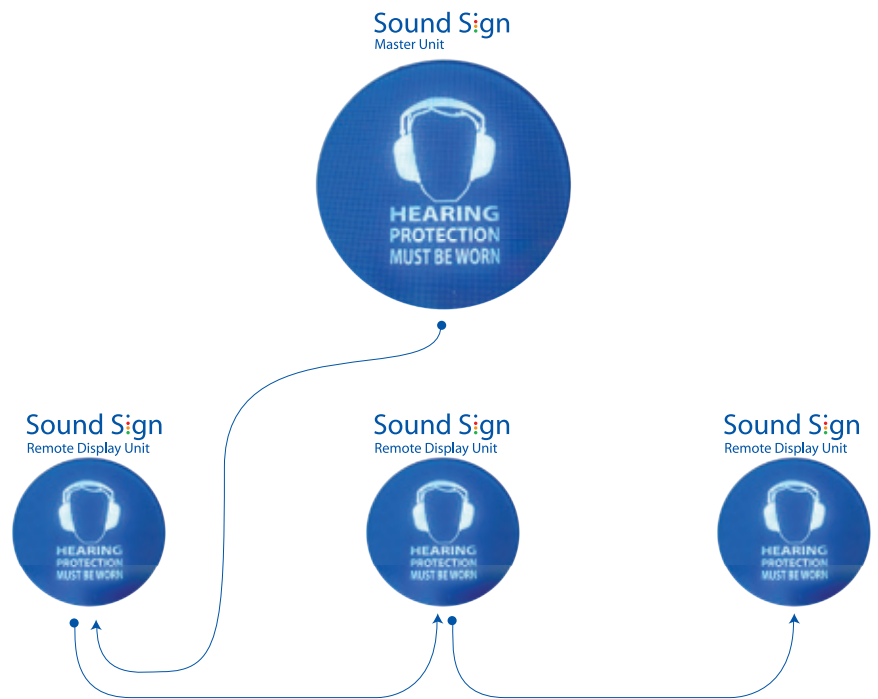 Sound Sign
Master Unit
HEARING
PROTECTION
MUST BE WORN
Sound Sign
Remote Display Unit
HEARING
PROTECTION
MUST BE WORN
Sound Sign
Remote Display Unit
HEARING
PROTECTION
MUST BE WORN
Sound Sign
Remote Display Unit
HEARING
PROTECTION
MUST BE WORN